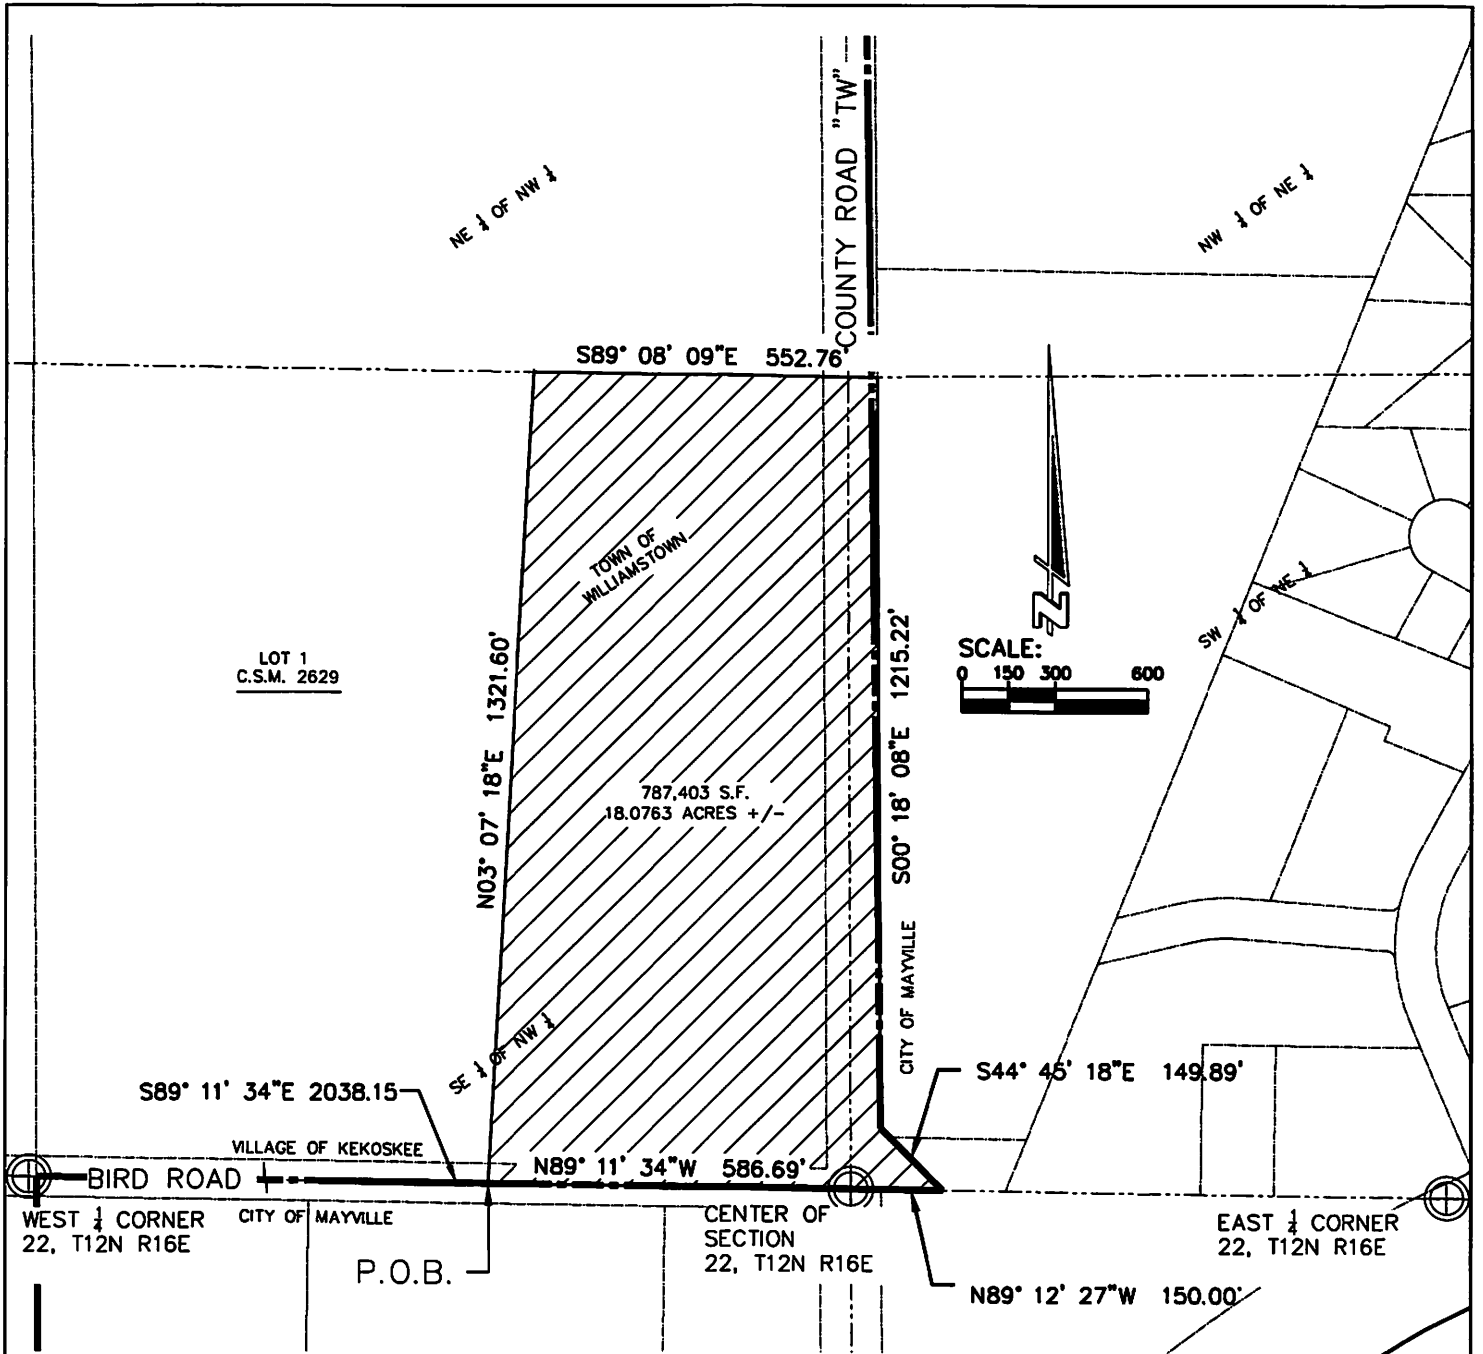 COUNTY ROAD "TW"
NE ¼ OF NW ¼
NW ¼ OF NE ¼
S89° 08' 09"E 552.76'
TOWN OF
WILLIAMSTOWN
LOT 1
C.S.M. 2629
N03° 07' 18"E 1321.60'
S00° 18' 08"E 1215.22'
N
SCALE:
0 150 300 600
SW ¼ OF NE ¼
787,403 S.F.
18.0763 ACRES +/-
CITY OF MAYVILLE
SE ¼ OF NW ¼
S89° 11' 34"E 2038.15
S44° 45' 18"E 149.89'
VILLAGE OF KEKOSKEE
N89° 11' 34"W 586.69'
BIRD ROAD
WEST ¼ CORNER
22, T12N R16E
CITY OF MAYVILLE
P.O.B.
CENTER OF
SECTION
22, T12N R16E
EAST ¼ CORNER
22, T12N R16E
N89° 12' 27"W 150.00'